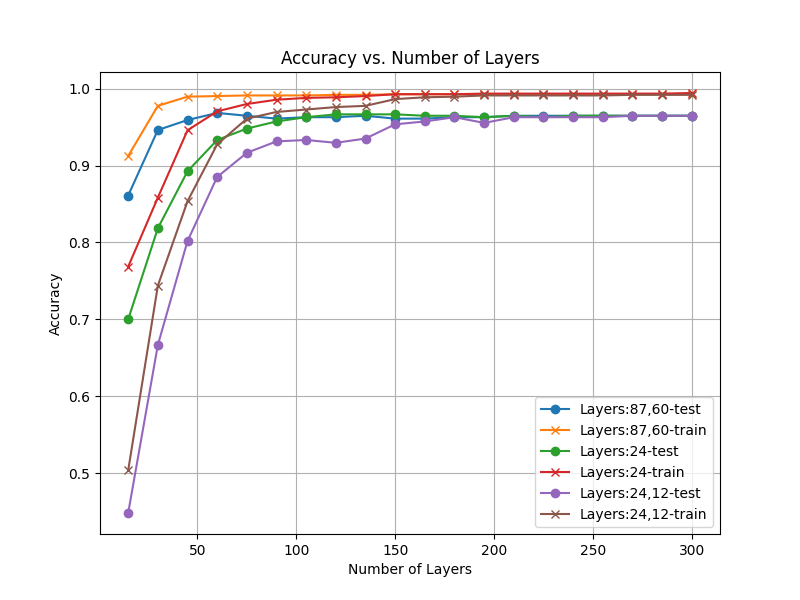 Accuracy vs. Number of Layers
1.0
0.9
0.8
0.7
0.6
0.5
Accuracy
50
100
150
200
250
300
Number of Layers
Layers:87,60-test
Layers:87,60-train
Layers:24-test
Layers:24-train
Layers:24,12-test
Layers:24,12-train